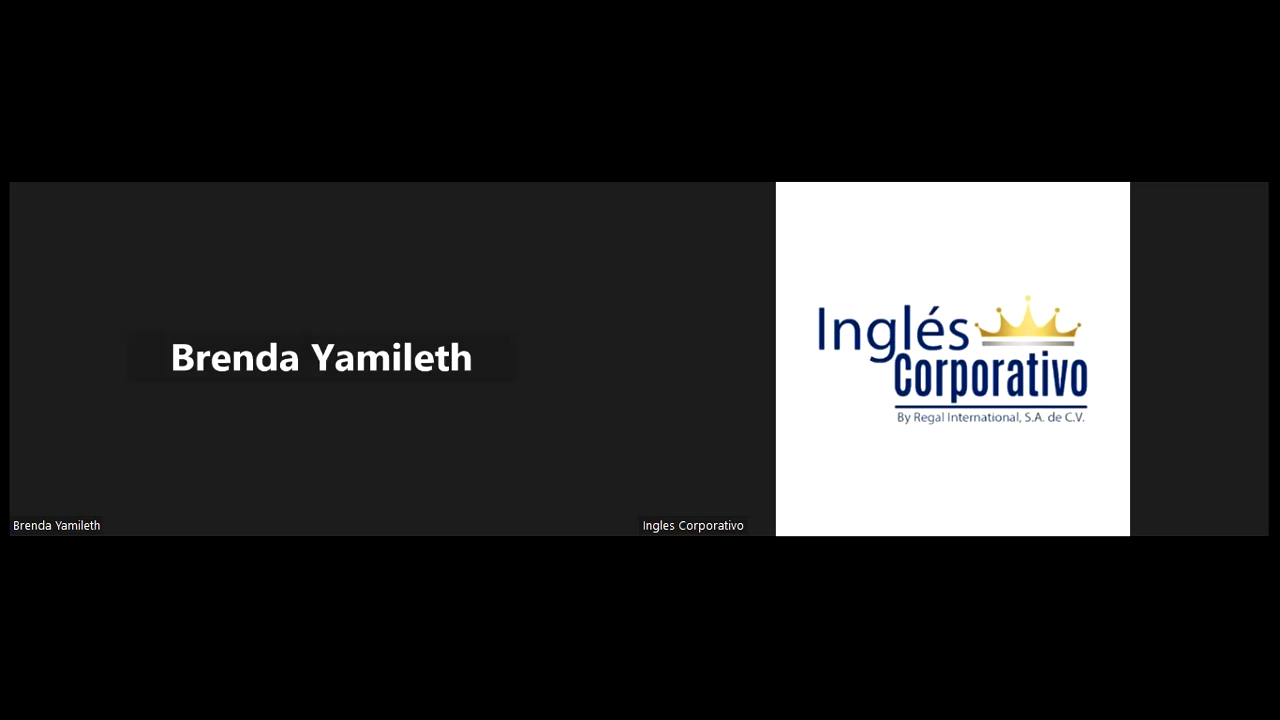 Brenda Yamileth
Brenda Yamileth
Ingles Corporativo
Inglés
Corporativo
By Regal International, S.A. de C.V.